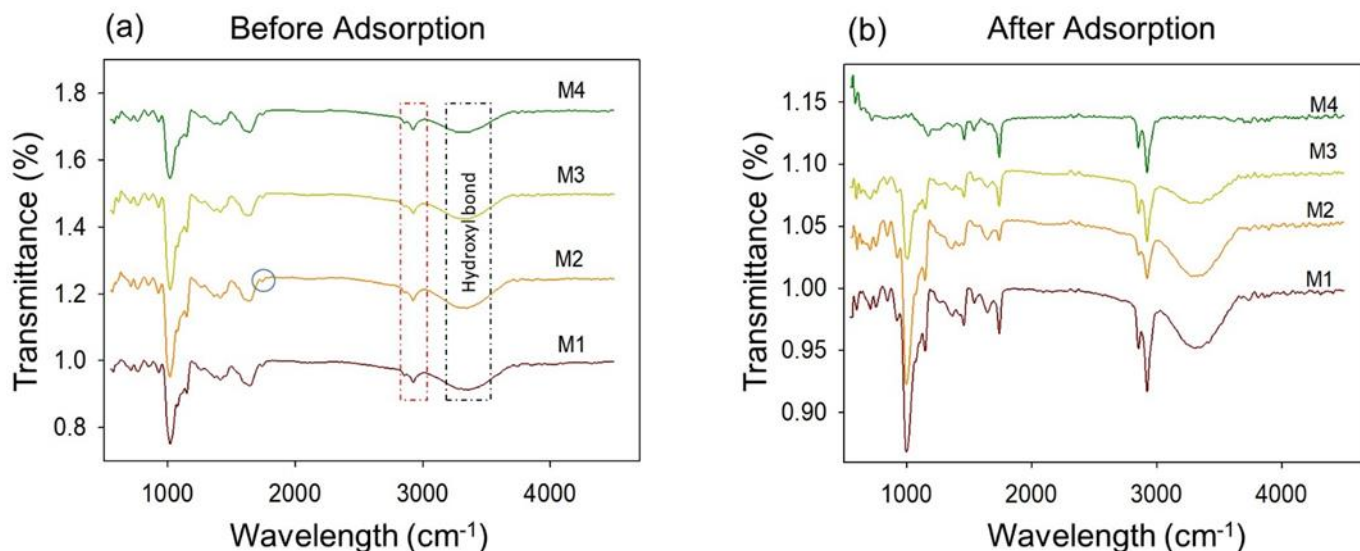 (a) Before Adsorption
Transmittance (%)
1.8
1.6
1.4
1.2
1.0
0.8
M4
M3
M2
M1
Hydroxyl bond
1000 2000 3000 4000
Wavelength (cm⁻¹)
(b) After Adsorption
Transmittance (%)
1.15
1.10
1.05
1.00
0.95
0.90
M4
M3
M2
M1
1000 2000 3000 4000
Wavelength (cm⁻¹)